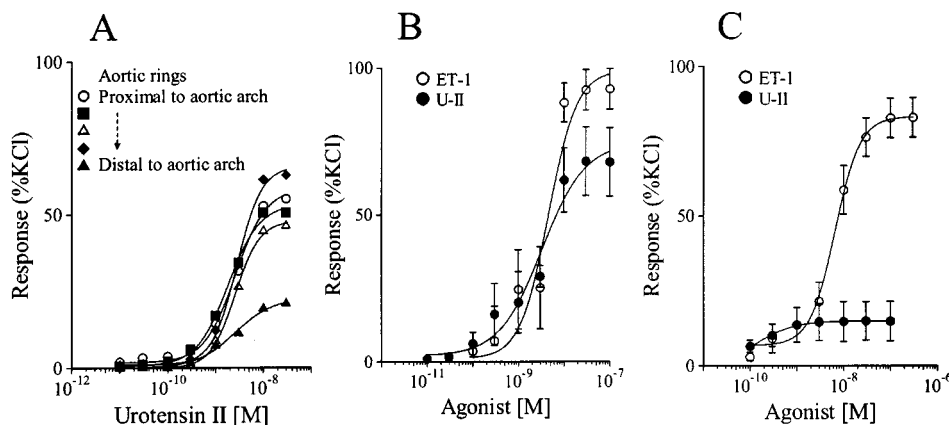 A
B
C
100
50
0
Response (%KCl)
Aortic rings
Proximal to aortic arch
Distal to aortic arch
10-12
10-10
10-8
Urotensin II [M]
100
50
0
Response (%KCl)
ET-1
U-II
10-11
10-9
10-7
Agonist [M]
100
50
0
Response (%KCl)
ET-1
U-II
10-10
10-8
10-6
Agonist [M]